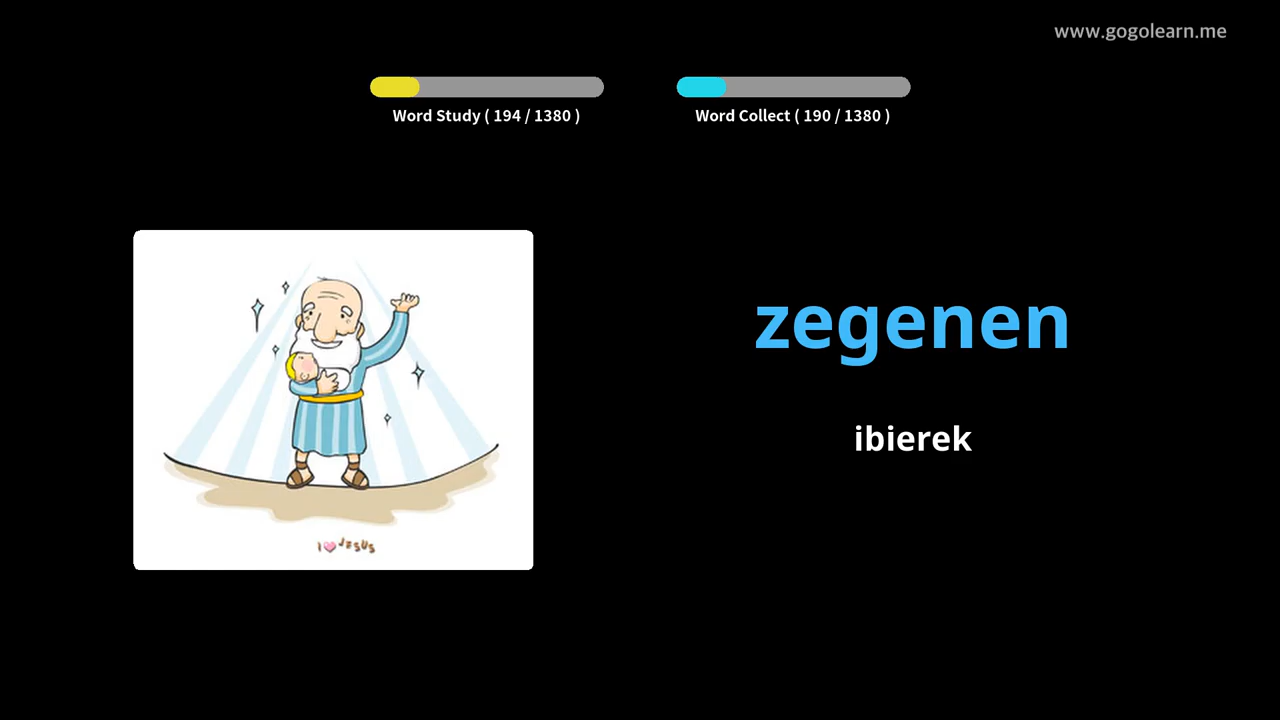 www.gogolearn.me
Word Study ( 194 / 1380 )
Word Collect ( 190 / 1380 )
zegenen
ibierek
I ❤ JESUS